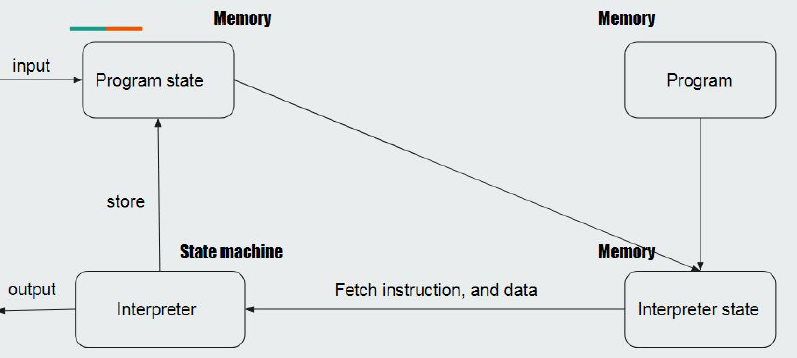 Memory
Memory
input
Program state
Program
store
State machine
Memory
output
Interpreter
Fetch instruction, and data
Interpreter state